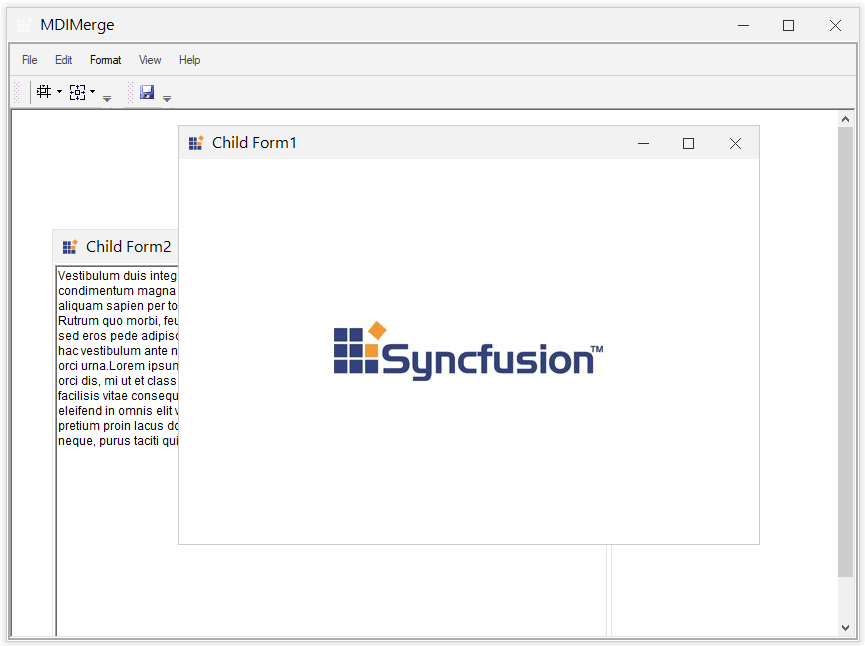 MDIMerge
File Edit Format View Help
Child Form1
Child Form2
Vestibulum duis integ
condimentum magna
aliquam sapien per to
Rutrum quo morbi, feu
sed eros pede adipisc
hac vestibulum ante n
orci urna.Lorem ipsum
orci dis, mi ut et class
facilisis vitae consequ
eleifend in omnis elit v
pretium proin lacus do
neque, purus taciti qui
Syncfusion™